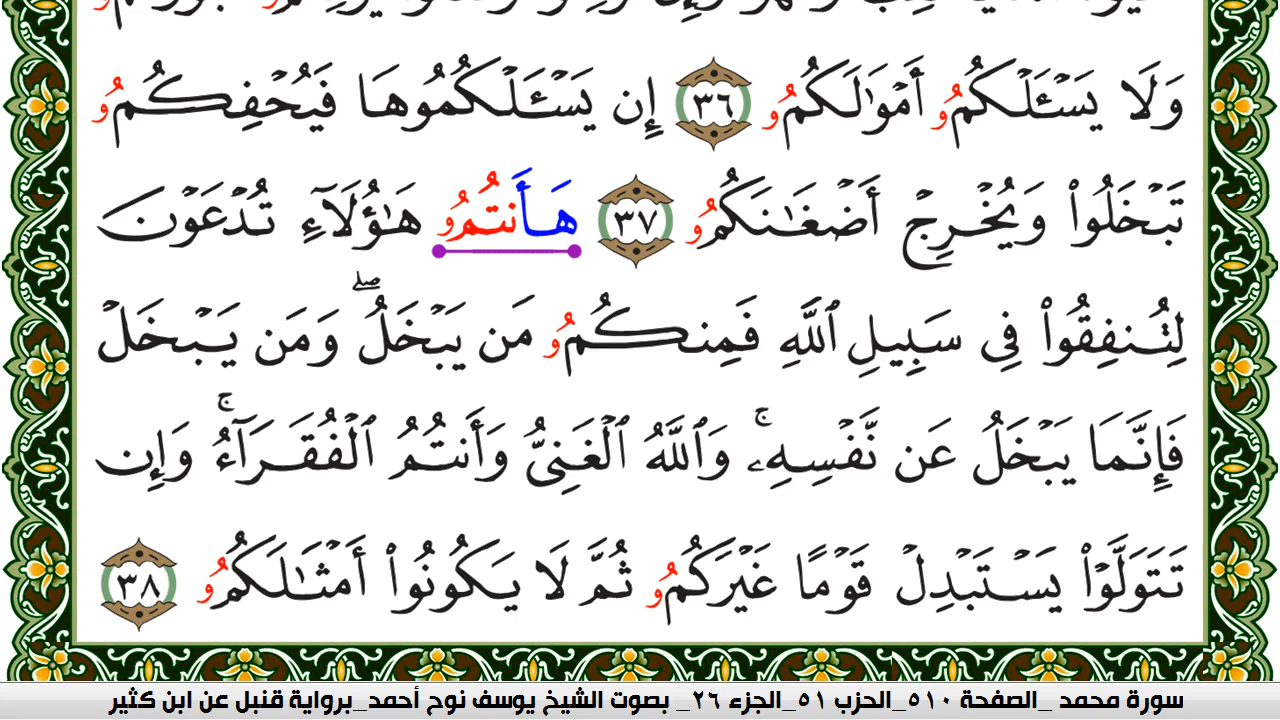 وَلَا يَسْـَٔلْكُمُۥ أَمْوَٰلَكُمُۥ ٣٦ إِن يَسْـَٔلْكُمُوهَا فَيُحْفِكُمُۥ
تَبْخَلُوا۟ وَيُخْرِجْ أَضْغَـٰنَكُمُۥ ٣٧ هَـأَنتُمُۥ هَـٰٓؤُلَآءِ تُدْعَوْنَ
لِتُنفِقُوا۟ فِى سَبِيلِ ٱللَّهِ فَمِنكُمُۥ مَن يَبْخَلُ ۖ وَمَن يَبْخَلْ
فَإِنَّمَا يَبْخَلُ عَن نَّفْسِهِۦ ۚ وَٱللَّهُ ٱلْغَنِىُّ وَأَنتُمُ ٱلْفُقَرَآءُ ۚ وَإِن
تَتَوَلَّوْا۟ يَسْتَبْدِلْ قَوْمًا غَيْرَكُمُۥ ثُمَّ لَا يَكُونُوٓا۟ أَمْثَـٰلَكُمُۥ ٣٨
سورة محمد _الصفحة ٥١٠_الحزب ٥١_الجزء ٢٦_ بصوت الشيخ يوسف نوح أحمد_برواية قنبل عن ابن كثير